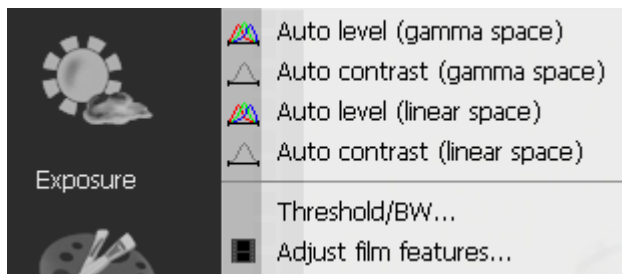 Auto level (gamma space)
Auto contrast (gamma space)
Auto level (linear space)
Auto contrast (linear space)
Exposure
Threshold/BW...
Adjust film features...